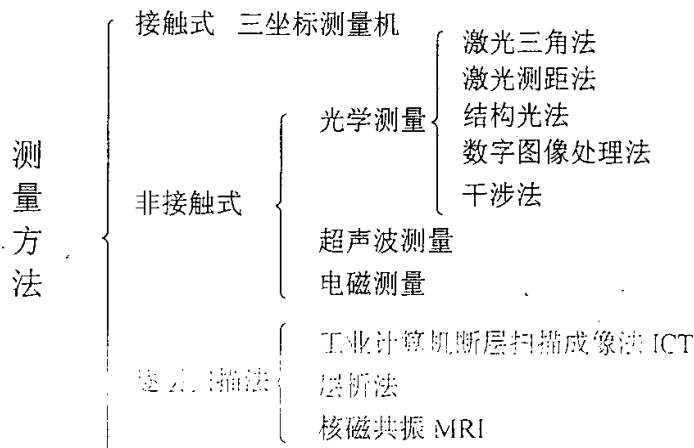 测量方法
接触式 三坐标测量机
非接触式
光学测量
激光三角法
激光测距法
结构光法
数字图像处理法
干涉法
超声波测量
电磁测量
扫描法
工业计算机断层扫描成像法 ICT
层析法
核磁共振 MRI